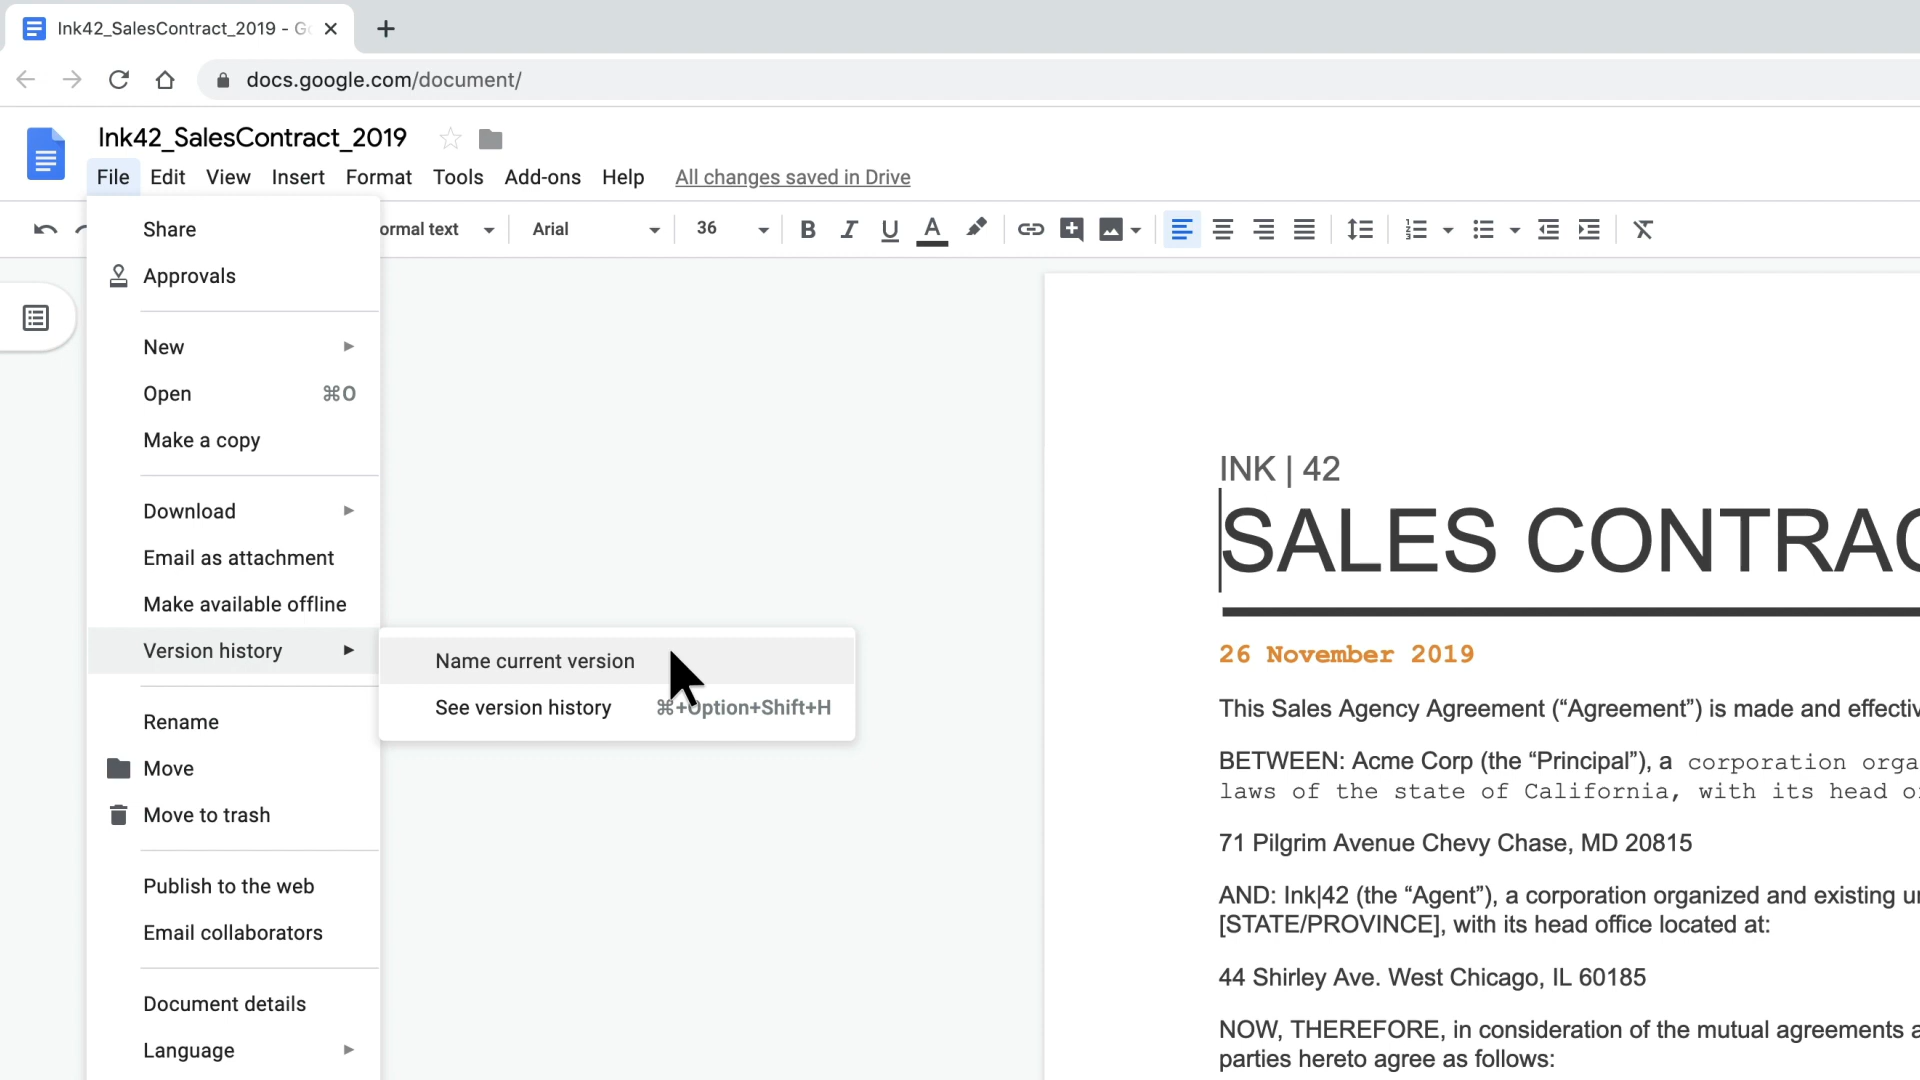 Ink42_SalesContract_2019 - G
docs.google.com/document/
Ink42_SalesContract_2019
File Edit View Insert Format Tools Add-ons Help All changes saved in Drive
ormal text Arial 36 B I U A
Share
Approvals
New
Open ⌘O
Make a copy
Download
Email as attachment
Make available offline
Version history
Name current version
See version history ⌘+Option+Shift+H
Rename
Move
Move to trash
Publish to the web
Email collaborators
Document details
Language
INK | 42
SALES CONTRAC
26 November 2019
This Sales Agency Agreement (“Agreement”) is made and effectiv
BETWEEN: Acme Corp (the “Principal”), a corporation orga
laws of the state of California, with its head o
71 Pilgrim Avenue Chevy Chase, MD 20815
AND: Ink|42 (the “Agent”), a corporation organized and existing u
[STATE/PROVINCE], with its head office located at:
44 Shirley Ave. West Chicago, IL 60185
NOW, THEREFORE, in consideration of the mutual agreements a
parties hereto agree as follows: